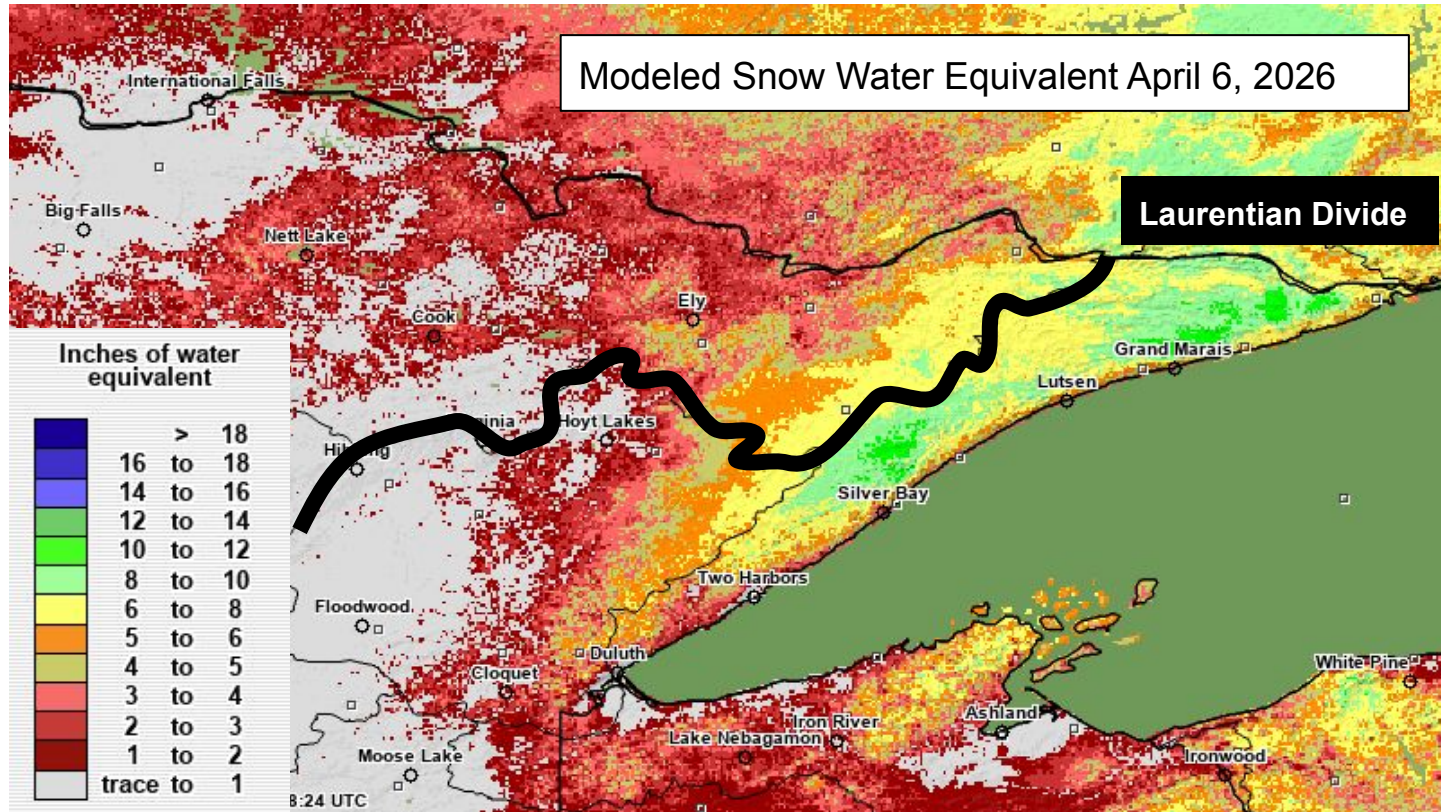 Modeled Snow Water Equivalent April 6, 2026
International Falls
Laurentian Divide
Big Falls
Nett Lake
Ely
Cook
Grand Marais
Lutsen
Hoyt Lakes
Silver Bay
Two Harbors
Floodwood
Duluth
Cloquet
White Pine
Iron River
Ashland
Lake Nebagamon
Moose Lake
Ironwood
8:24 UTC
Inches of water
equivalent
> 18
16 to 18
14 to 16
12 to 14
10 to 12
8 to 10
6 to 8
5 to 6
4 to 5
3 to 4
2 to 3
1 to 2
trace to 1